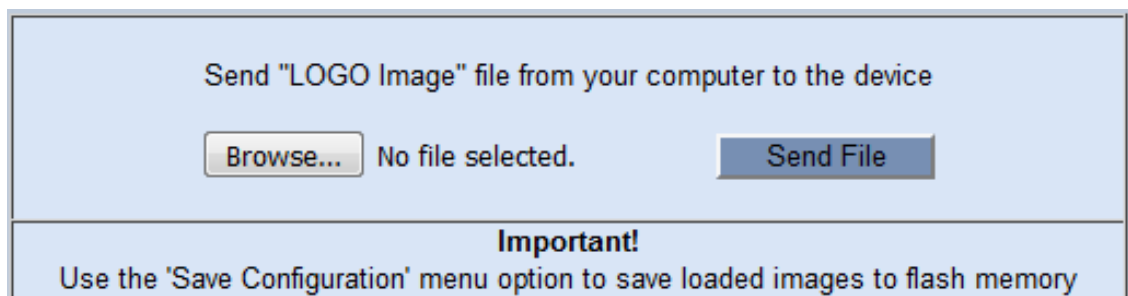 Send "LOGO Image" file from your computer to the device
Browse... No file selected. Send File
Important!
Use the 'Save Configuration' menu option to save loaded images to flash memory